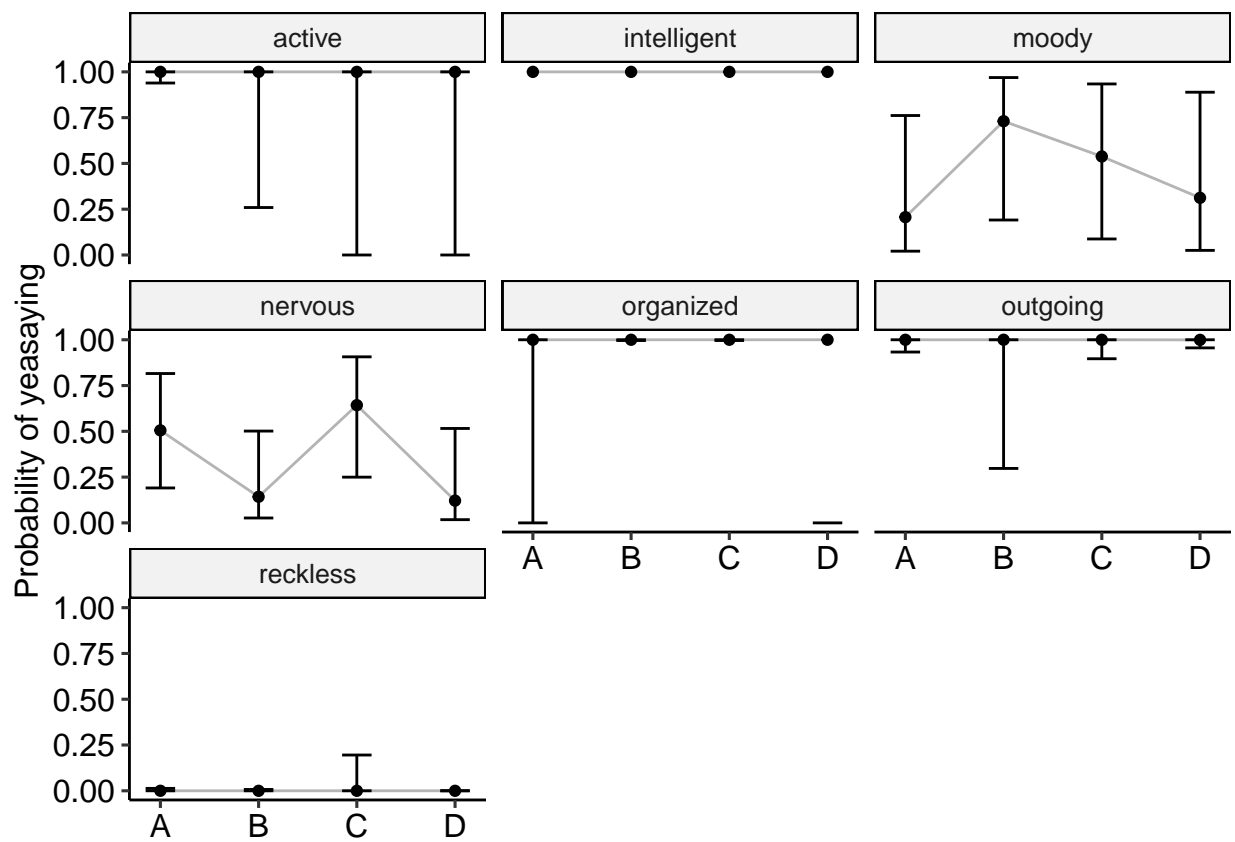 active
intelligent
moody
1.00
0.75
0.50
0.25
0.00
nervous
organized
outgoing
1.00
0.75
0.50
0.25
0.00
A B C D
A B C D
reckless
1.00
0.75
0.50
0.25
0.00
A B C D
Probability of yeasaying